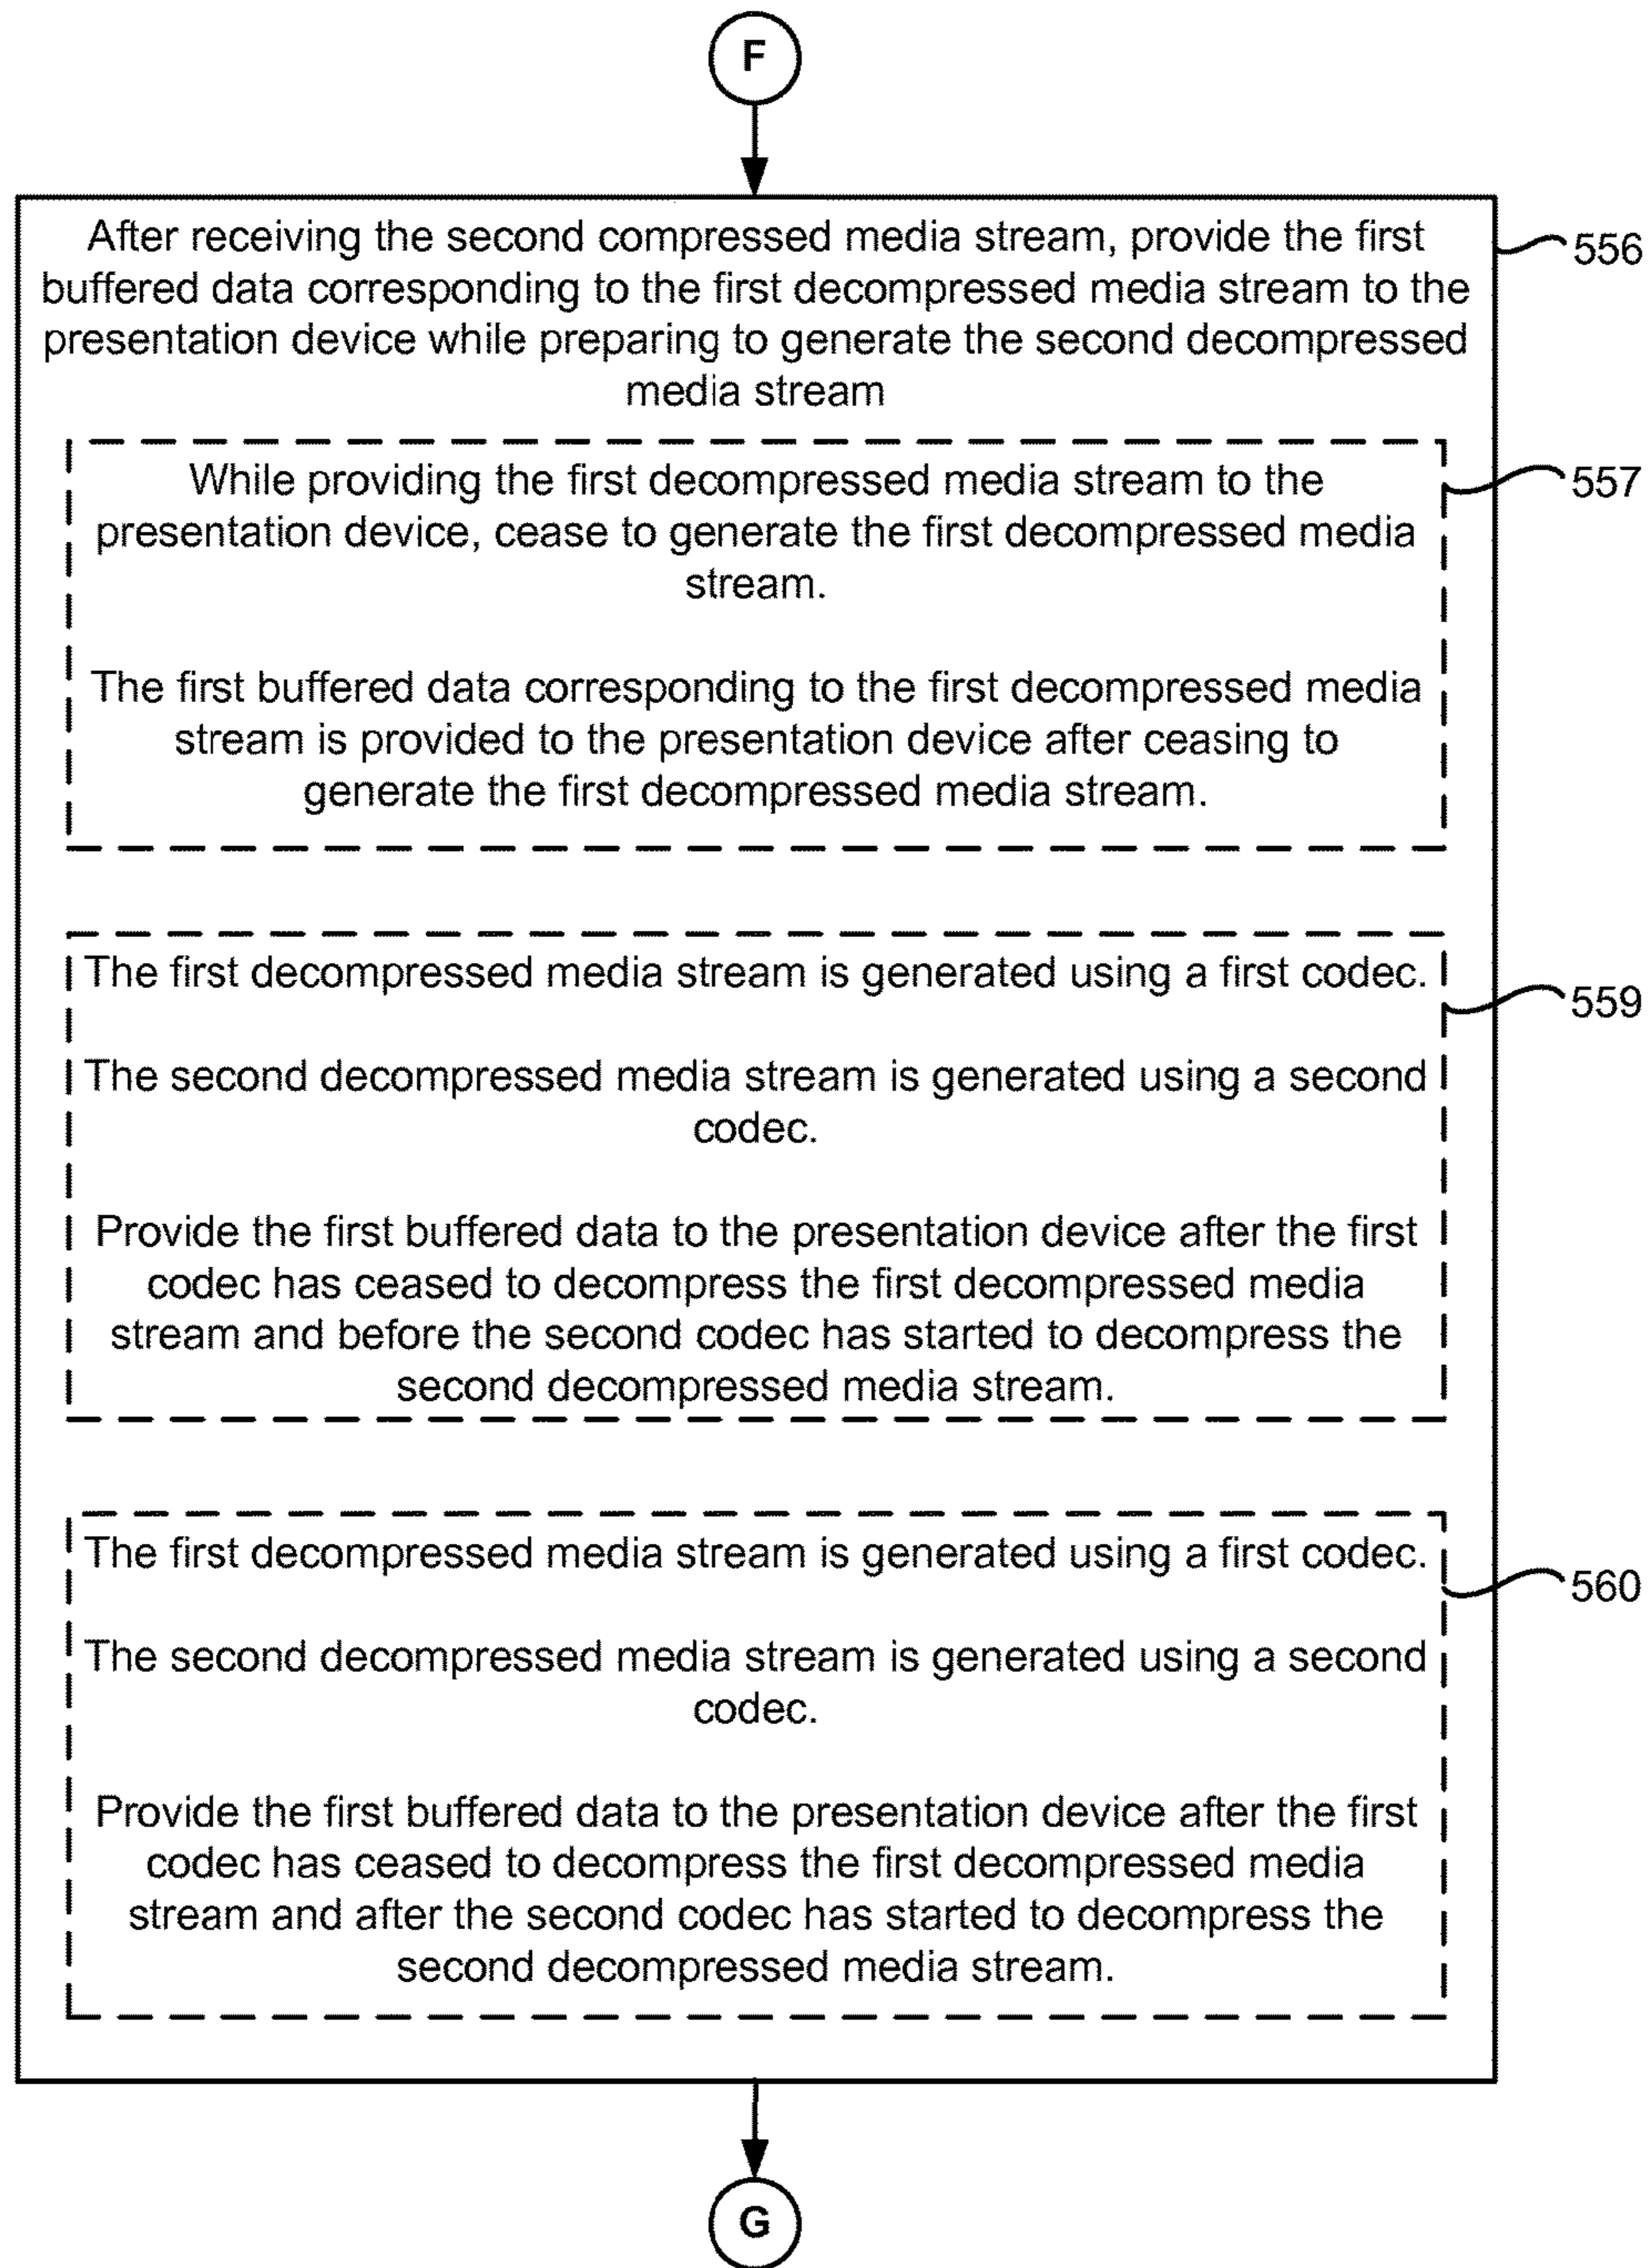 F
After receiving the second compressed media stream, provide the first
buffered data corresponding to the first decompressed media stream to the
presentation device while preparing to generate the second decompressed
media stream
556
While providing the first decompressed media stream to the
presentation device, cease to generate the first decompressed media
stream.
557
The first buffered data corresponding to the first decompressed media
stream is provided to the presentation device after ceasing to
generate the first decompressed media stream.
The first decompressed media stream is generated using a first codec.
559
The second decompressed media stream is generated using a second
codec.
Provide the first buffered data to the presentation device after the first
codec has ceased to decompress the first decompressed media
stream and before the second codec has started to decompress the
second decompressed media stream.
The first decompressed media stream is generated using a first codec.
560
The second decompressed media stream is generated using a second
codec.
Provide the first buffered data to the presentation device after the first
codec has ceased to decompress the first decompressed media
stream and after the second codec has started to decompress the
second decompressed media stream.
G